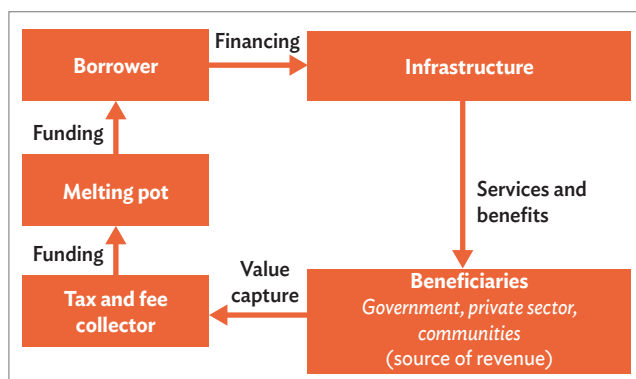 Financing
Borrower
Infrastructure
Funding
Melting pot
Services and
benefits
Funding
Value
capture
Tax and fee
collector
Beneficiaries
Government, private sector,
communities
(source of revenue)